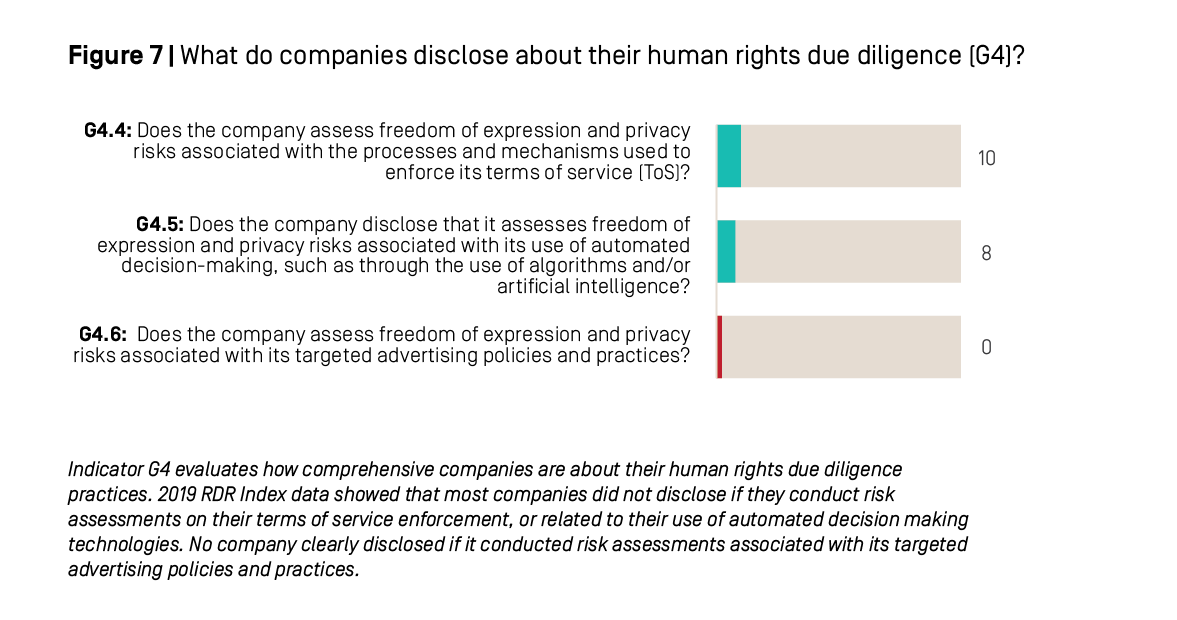 Figure 7 | What do companies disclose about their human rights due diligence (G4)?
G4.4: Does the company assess freedom of expression and privacy
risks associated with the processes and mechanisms used to
enforce its terms of service (ToS)?
10
G4.5: Does the company disclose that it assesses freedom of
expression and privacy risks associated with its use of automated
decision-making, such as through the use of algorithms and/or
artificial intelligence?
8
G4.6: Does the company assess freedom of expression and privacy
risks associated with its targeted advertising policies and practices?
0
Indicator G4 evaluates how comprehensive companies are about their human rights due diligence
practices. 2019 RDR Index data showed that most companies did not disclose if they conduct risk
assessments on their terms of service enforcement, or related to their use of automated decision making
technologies. No company clearly disclosed if it conducted risk assessments associated with its targeted
advertising policies and practices.